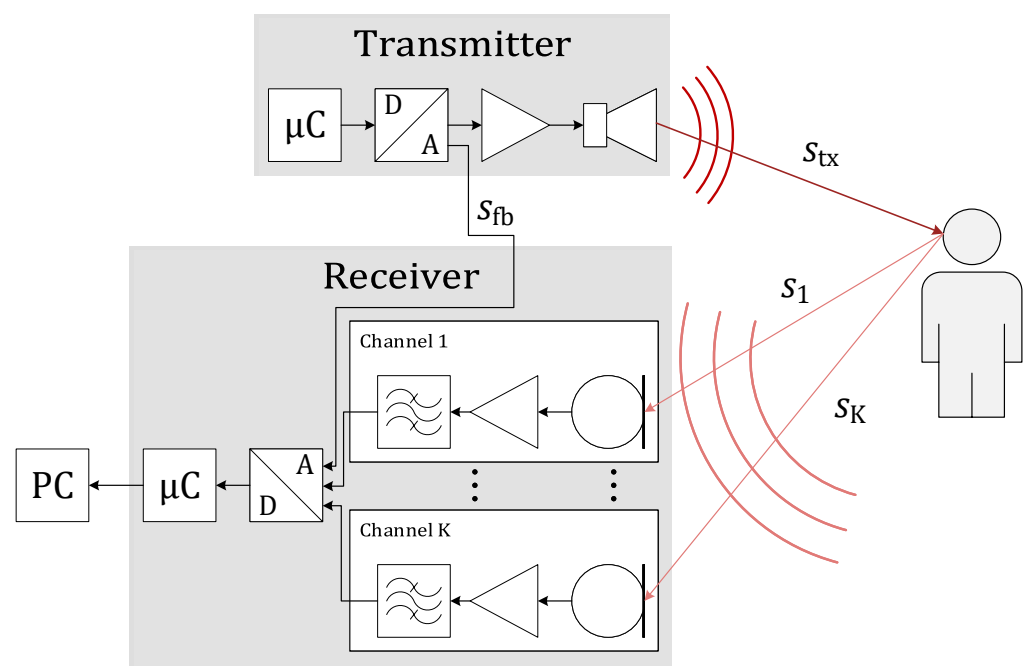 Transmitter
μC
D
A
s_tx
s_fb
Receiver
s_1
Channel 1
s_K
A
PC
μC
D
Channel K